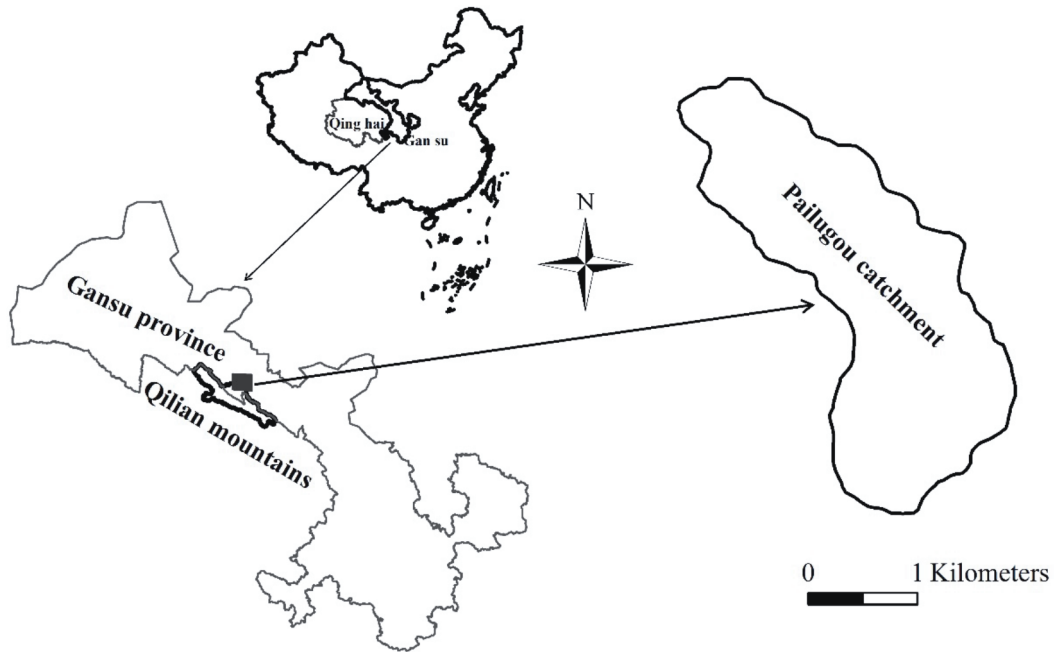 Qing hai
Gan su
N
Gansu province
Qilian mountains
Pailugou catchment
0 1 Kilometers